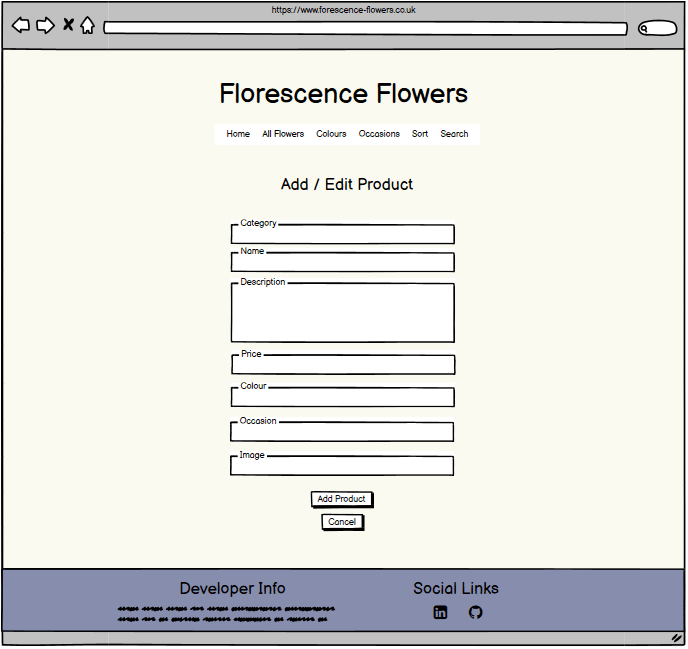 https://www.forescence-flowers.co.uk
Florescence Flowers
Home All Flowers Colours Occasions Sort Search
Add / Edit Product
Category
Name
Description
Price
Colour
Occasion
Image
Add Product
Cancel
Developer Info Social Links
in